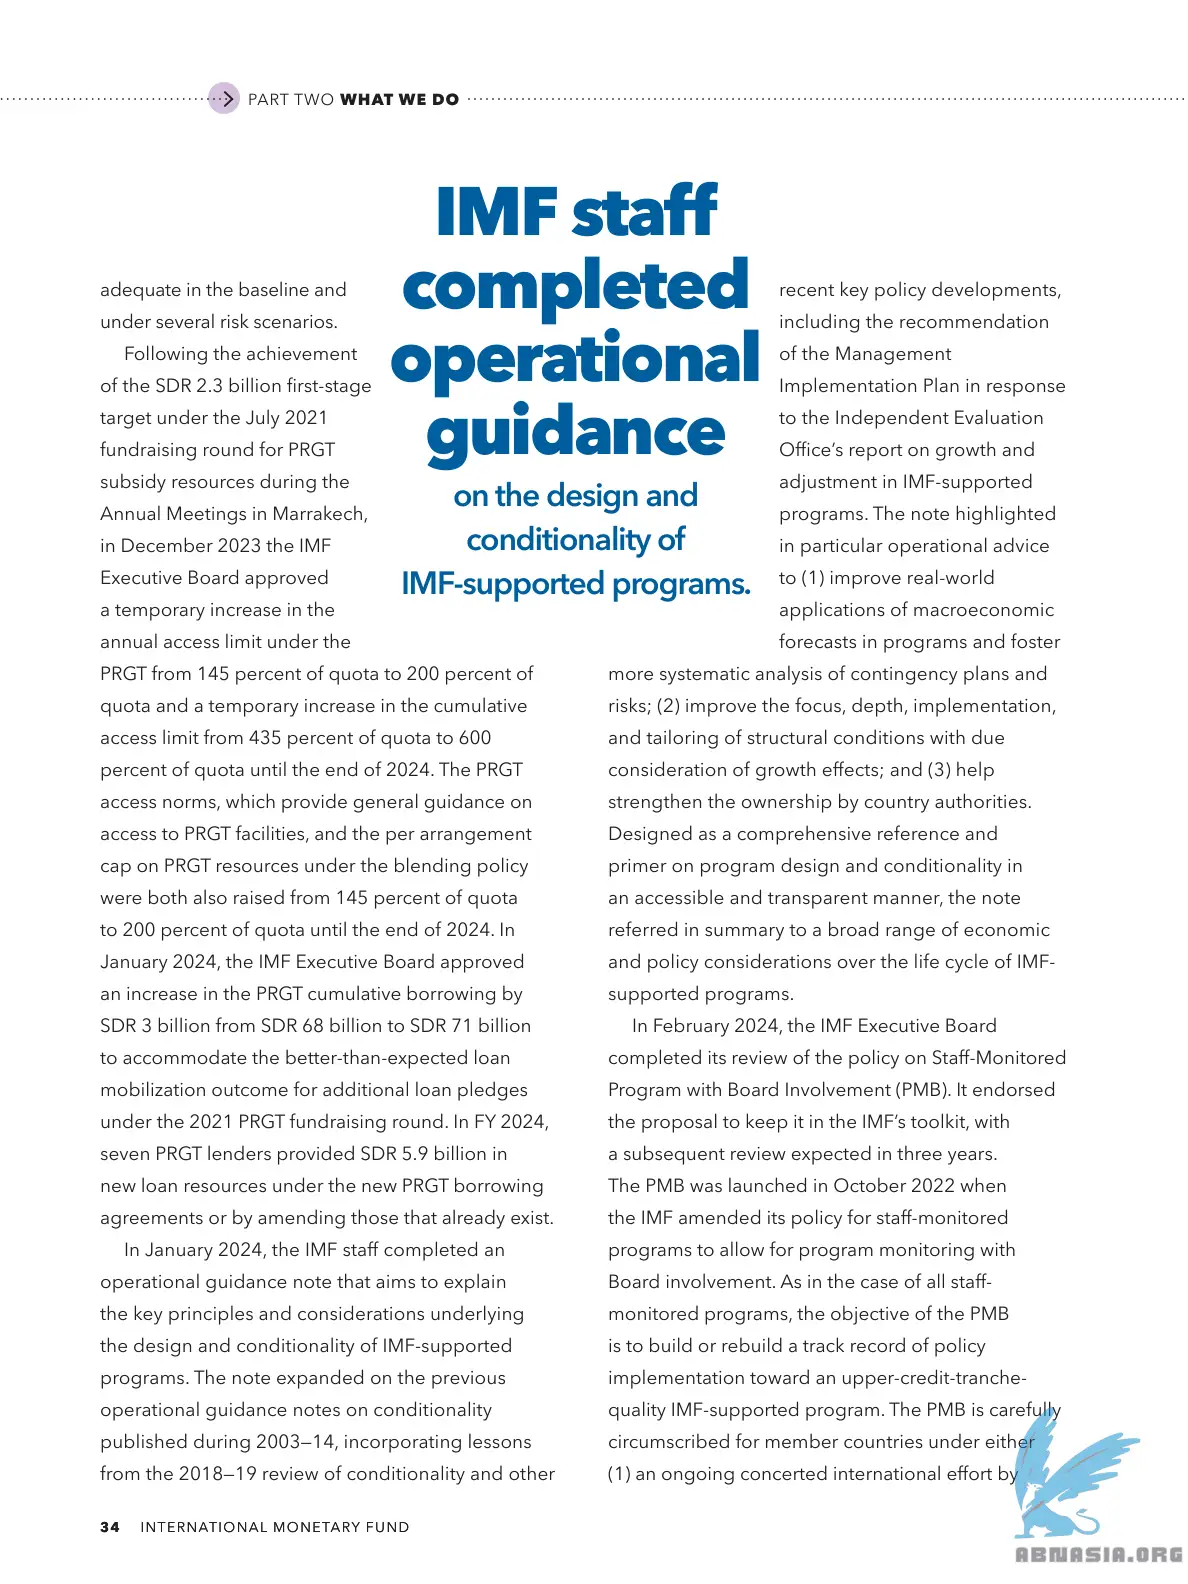 PART TWO WHAT WE DO
IMF staff
completed
operational
guidance
on the design and
conditionality of
IMF-supported programs.
adequate in the baseline and
under several risk scenarios.
Following the achievement
of the SDR 2.3 billion first-stage
target under the July 2021
fundraising round for PRGT
subsidy resources during the
Annual Meetings in Marrakech,
in December 2023 the IMF
Executive Board approved
a temporary increase in the
annual access limit under the
PRGT from 145 percent of quota to 200 percent of
quota and a temporary increase in the cumulative
access limit from 435 percent of quota to 600
percent of quota until the end of 2024. The PRGT
access norms, which provide general guidance on
access to PRGT facilities, and the per arrangement
cap on PRGT resources under the blending policy
were both also raised from 145 percent of quota
to 200 percent of quota until the end of 2024. In
January 2024, the IMF Executive Board approved
an increase in the PRGT cumulative borrowing by
SDR 3 billion from SDR 68 billion to SDR 71 billion
to accommodate the better-than-expected loan
mobilization outcome for additional loan pledges
under the 2021 PRGT fundraising round. In FY 2024,
seven PRGT lenders provided SDR 5.9 billion in
new loan resources under the new PRGT borrowing
agreements or by amending those that already exist.
In January 2024, the IMF staff completed an
operational guidance note that aims to explain
the key principles and considerations underlying
the design and conditionality of IMF-supported
programs. The note expanded on the previous
operational guidance notes on conditionality
published during 2003–14, incorporating lessons
from the 2018–19 review of conditionality and other
recent key policy developments,
including the recommendation
of the Management
Implementation Plan in response
to the Independent Evaluation
Office's report on growth and
adjustment in IMF-supported
programs. The note highlighted
in particular operational advice
to (1) improve real-world
applications of macroeconomic
forecasts in programs and foster
more systematic analysis of contingency plans and
risks; (2) improve the focus, depth, implementation,
and tailoring of structural conditions with due
consideration of growth effects; and (3) help
strengthen the ownership by country authorities.
Designed as a comprehensive reference and
primer on program design and conditionality in
an accessible and transparent manner, the note
referred in summary to a broad range of economic
and policy considerations over the life cycle of IMF-
supported programs.
In February 2024, the IMF Executive Board
completed its review of the policy on Staff-Monitored
Program with Board Involvement (PMB). It endorsed
the proposal to keep it in the IMF's toolkit, with
a subsequent review expected in three years.
The PMB was launched in October 2022 when
the IMF amended its policy for staff-monitored
programs to allow for program monitoring with
Board involvement. As in the case of all staff-
monitored programs, the objective of the PMB
is to build or rebuild a track record of policy
implementation toward an upper-credit-tranche-
quality IMF-supported program. The PMB is carefully
circumscribed for member countries under either
(1) an ongoing concerted international effort by
34 INTERNATIONAL MONETARY FUND
ABNASIA.ORG